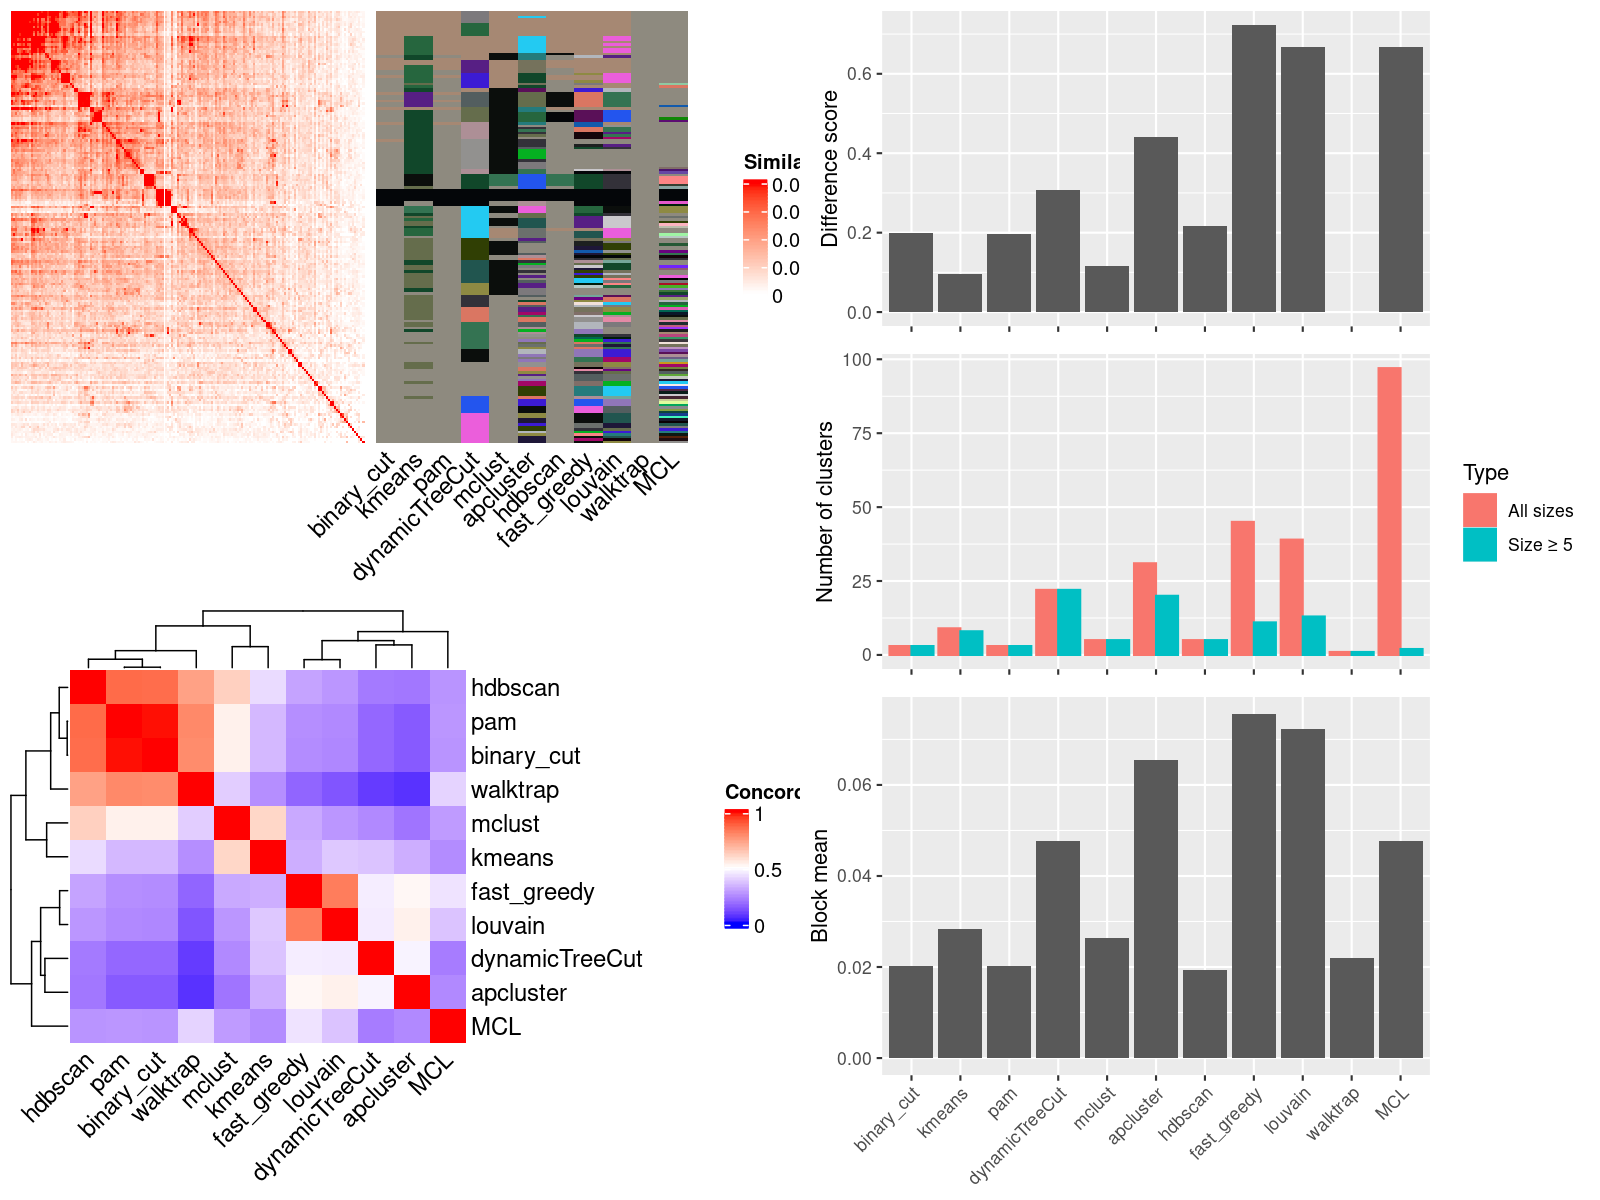 Simila
0.0
0.0
0.0
0.0
0
binary_cut
kmeans
pam
dynamicTreeCut
mclust
apcluster
hdbscan
fast_greedy
louvain
walktrap
MCL
hdbscan
pam
binary_cut
walktrap
mclust
kmeans
fast_greedy
louvain
dynamicTreeCut
apcluster
MCL
hdbscan
pam
binary_cut
walktrap
mclust
kmeans
fast_greedy
louvain
dynamicTreeCut
apcluster
MCL
Concord
1
0.5
0
Difference score
0.6
0.4
0.2
0.0
Number of clusters
100
75
50
25
0
Type
All sizes
Size ≥ 5
Block mean
0.06
0.04
0.02
0.00
binary_cut
kmeans
pam
dynamicTreeCut
mclust
apcluster
hdbscan
fast_greedy
louvain
walktrap
MCL